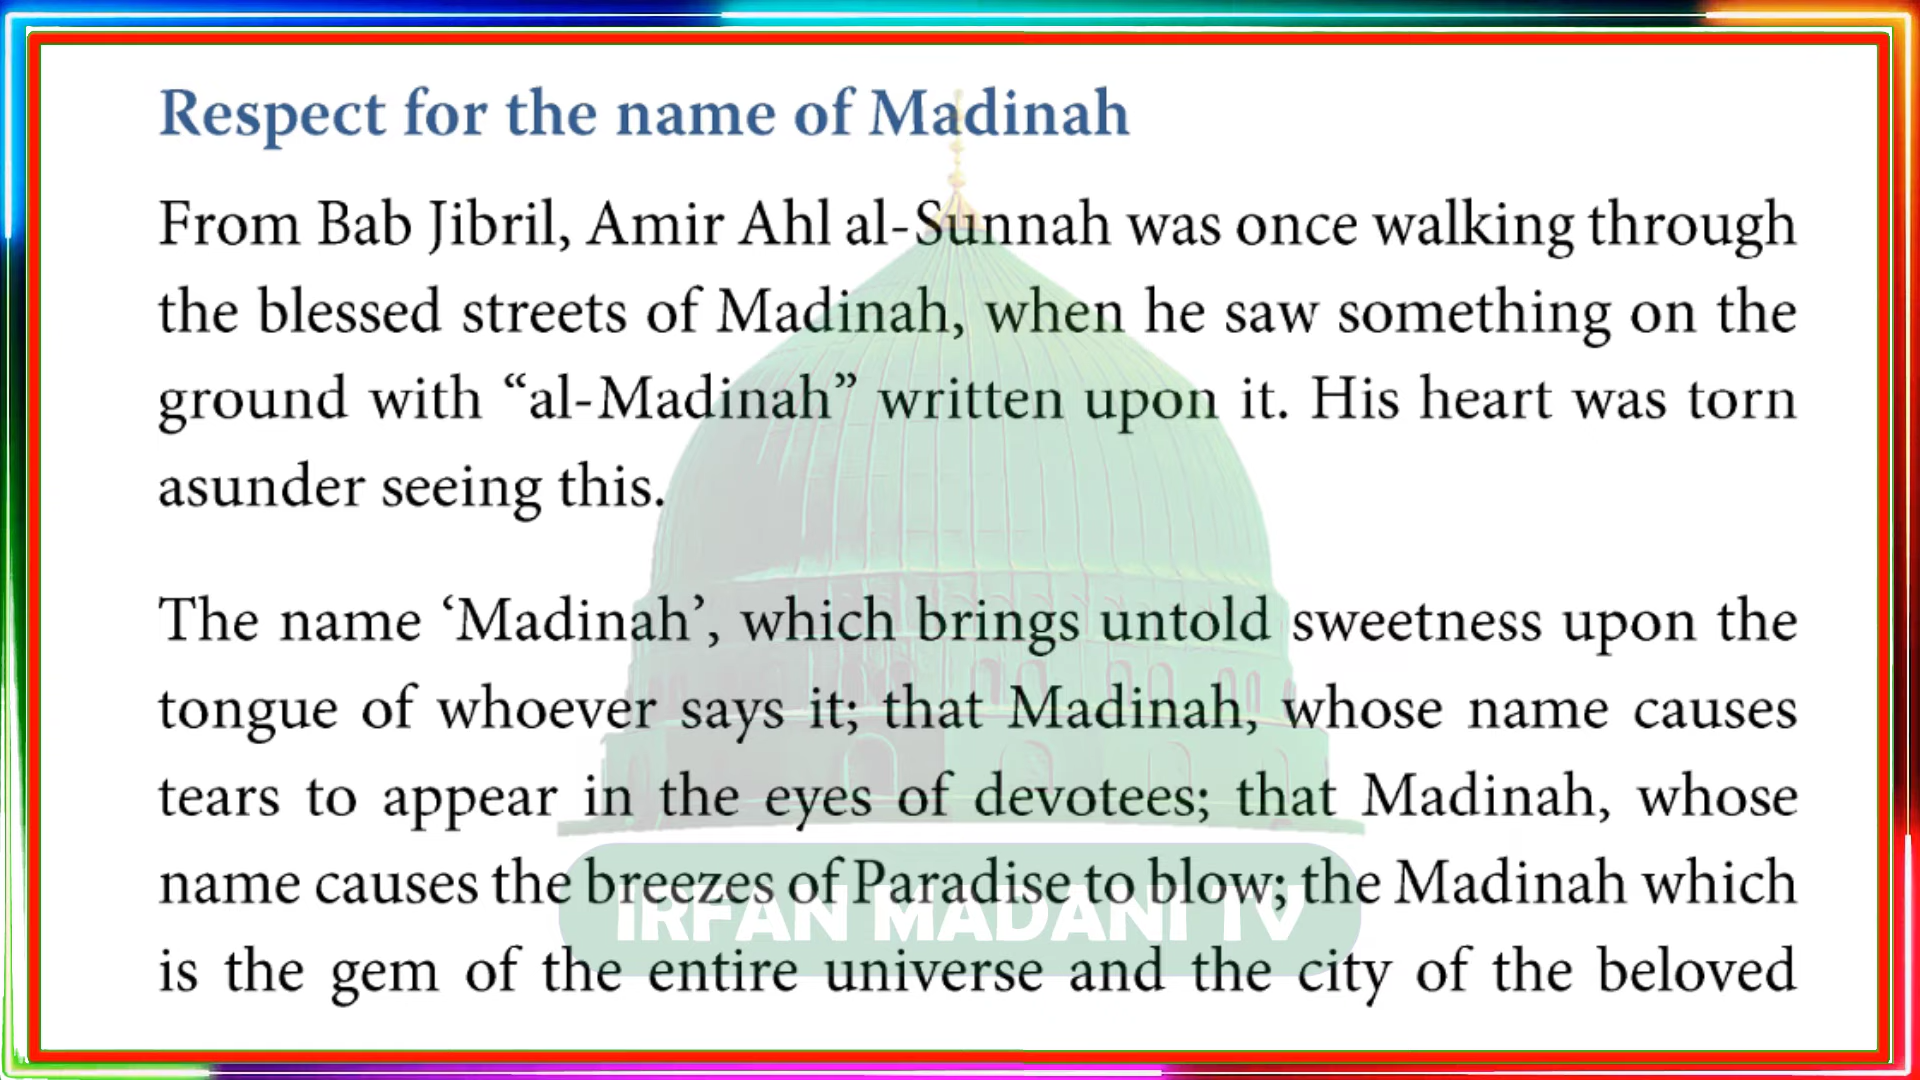 Respect for the name of Madinah
From Bab Jibril, Amir Ahl al-Sunnah was once walking through
the blessed streets of Madinah, when he saw something on the
ground with “al-Madinah” written upon it. His heart was torn
asunder seeing this.
The name ‘Madinah’, which brings untold sweetness upon the
tongue of whoever says it; that Madinah, whose name causes
tears to appear in the eyes of devotees; that Madinah, whose
name causes the breezes of Paradise to blow; the Madinah which
IRFAN MADANI TV
is the gem of the entire universe and the city of the beloved